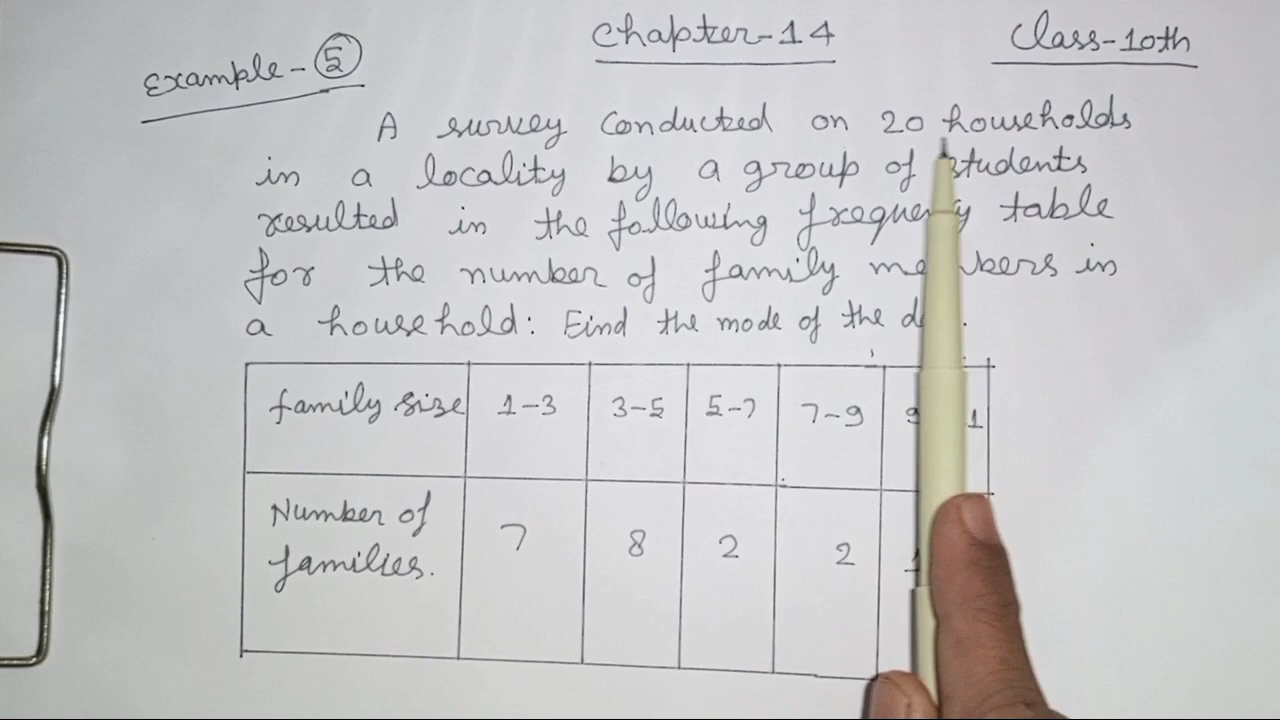 Chapter-14
Class-10th
Example-5
A survey conducted on 20 households
in a locality by a group of students
resulted in the following table
for the number of family in
a household: Find the mode of the
family size 1-3 3-5 5-7 7-9
Number of 7 8 2 2 1
families.